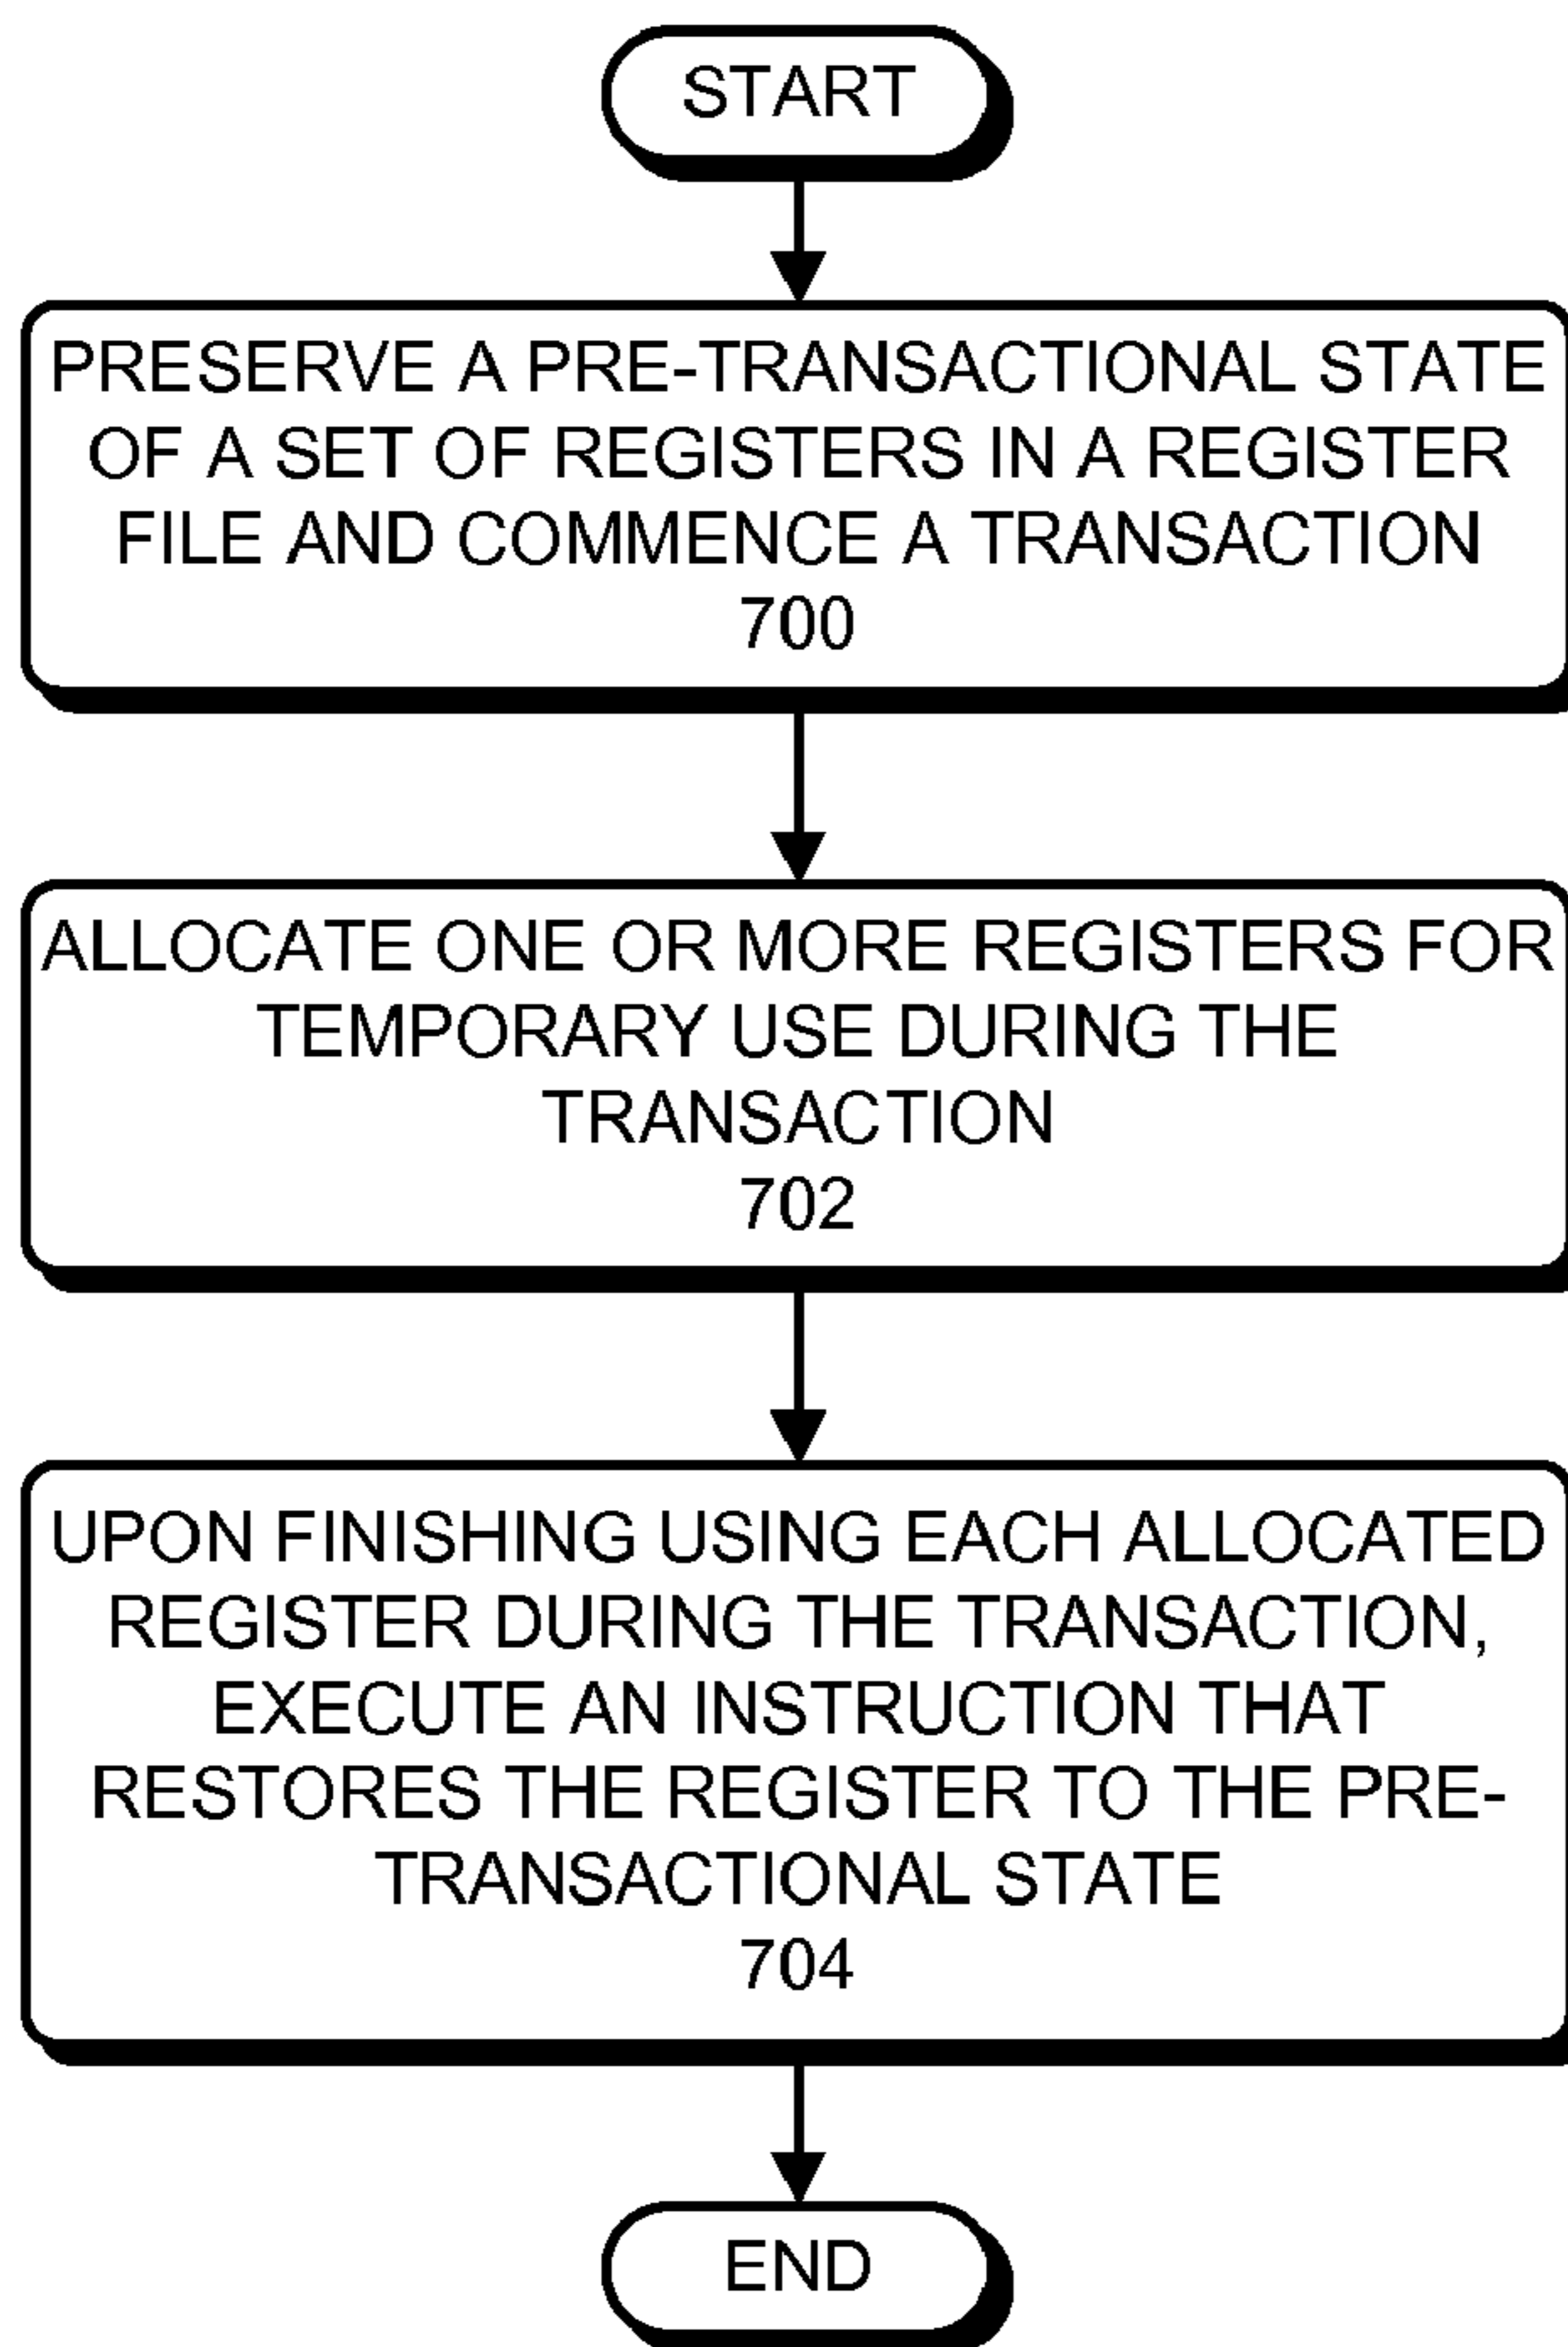 START
PRESERVE A PRE-TRANSACTIONAL STATE
OF A SET OF REGISTERS IN A REGISTER
FILE AND COMMENCE A TRANSACTION
700
ALLOCATE ONE OR MORE REGISTERS FOR
TEMPORARY USE DURING THE
TRANSACTION
702
UPON FINISHING USING EACH ALLOCATED
REGISTER DURING THE TRANSACTION,
EXECUTE AN INSTRUCTION THAT
RESTORES THE REGISTER TO THE PRE-
TRANSACTIONAL STATE
704
END